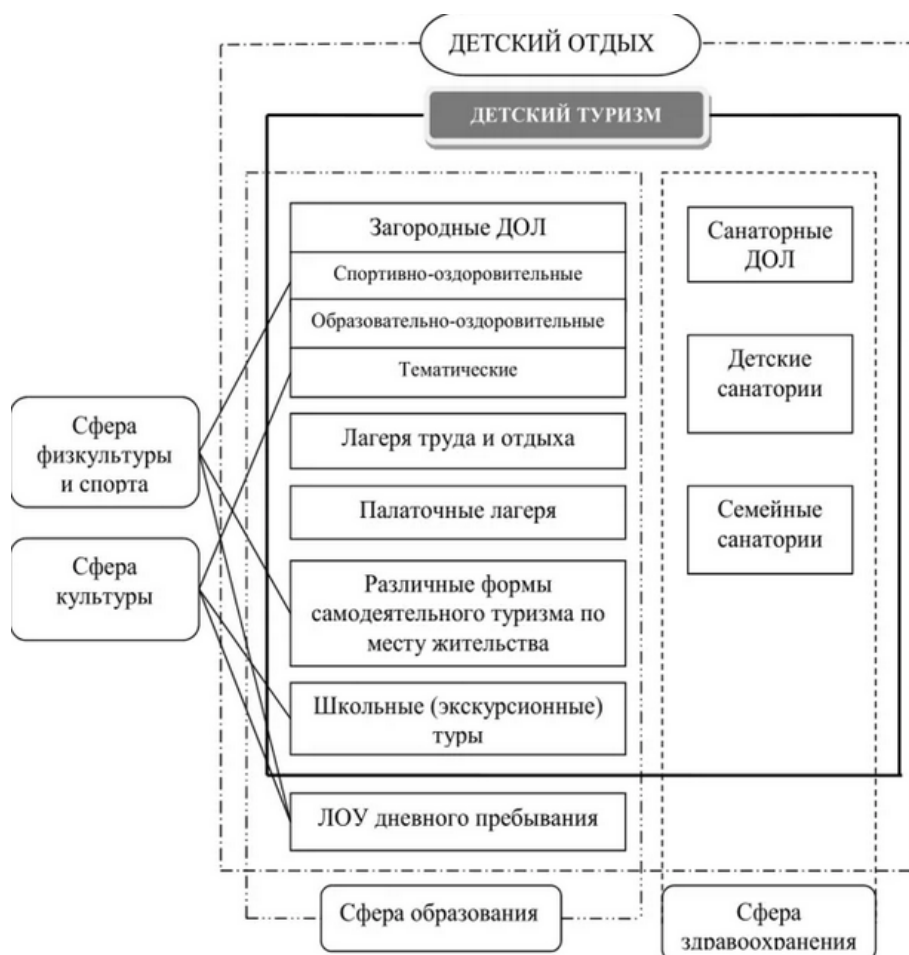 ДЕТСКИЙ ОТДЫХ
ДЕТСКИЙ ТУРИЗМ
Загородные ДОЛ
Спортивно-оздоровительные
Образовательно-оздоровительные
Тематические
Лагеря труда и отдыха
Палаточные лагеря
Различные формы
самодеятельного туризма по
месту жительства
Школьные (экскурсионные)
туры
ЛОУ дневного пребывания
Санаторные
ДОЛ
Детские
санатории
Семейные
санатории
Сфера
физкультуры
и спорта
Сфера
культуры
Сфера образования
Сфера
здравоохранения